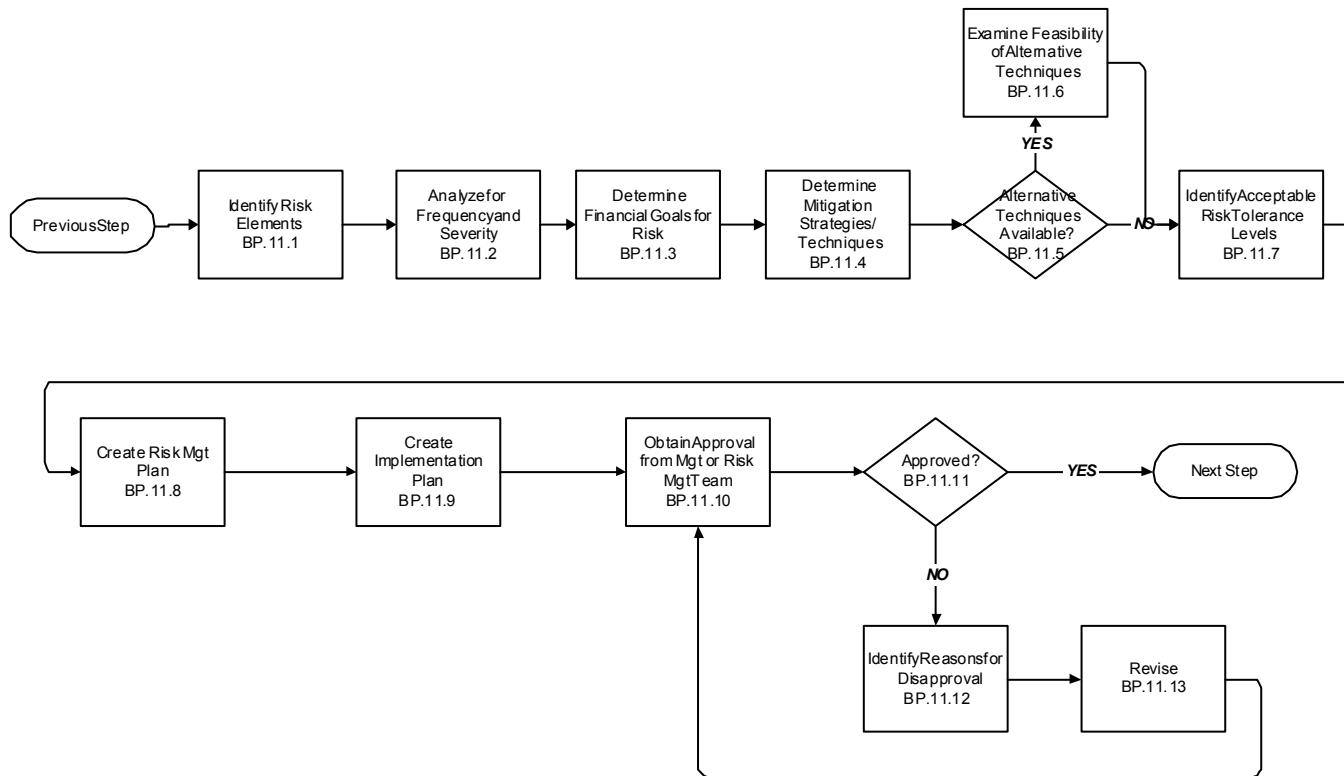 Examine Feasibility
of Alternative
Techniques
BP.11.6
YES
Previous Step
Identify Risk
Elements
BP.11.1
Analyze for
Frequency and
Severity
BP.11.2
Determine
Financial Goals for
Risk
BP.11.3
Determine
Mitigation
Strategies/
Techniques
BP.11.4
Alternative
Techniques
Available?
BP.11.5
NO
Identify Acceptable
Risk Tolerance
Levels
BP.11.7
Create Risk Mgt
Plan
BP.11.8
Create
Implementation
Plan
BP.11.9
Obtain Approval
from Mgt or Risk
Mgt Team
BP.11.10
Approved?
BP.11.11
YES
Next Step
NO
Identify Reasons for
Disapproval
BP.11.12
Revise
BP.11.13